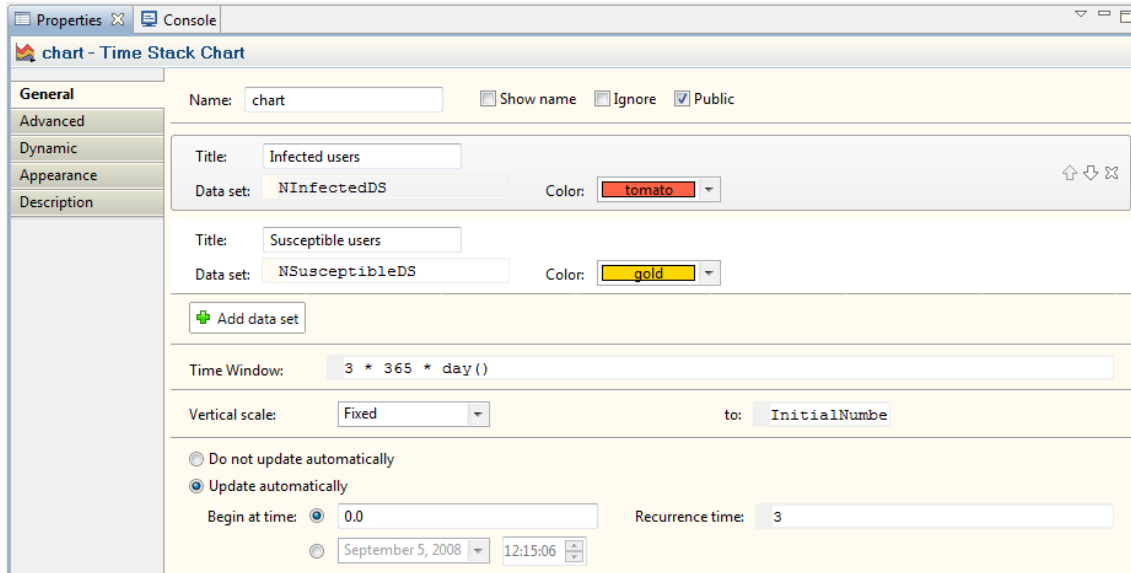 Properties Console
chart - Time Stack Chart
General
Advanced
Dynamic
Appearance
Description
Name: chart Show name Ignore Public
Title: Infected users
Data set: NInfectedDS Color: tomato
Title: Susceptible users
Data set: NSusceptibleDS Color: gold
Add data set
Time Window: 3 * 365 * day()
Vertical scale: Fixed to: InitialNumbe
Do not update automatically
Update automatically
Begin at time: 0.0 Recurrence time: 3
September 5, 2008 12:15:06